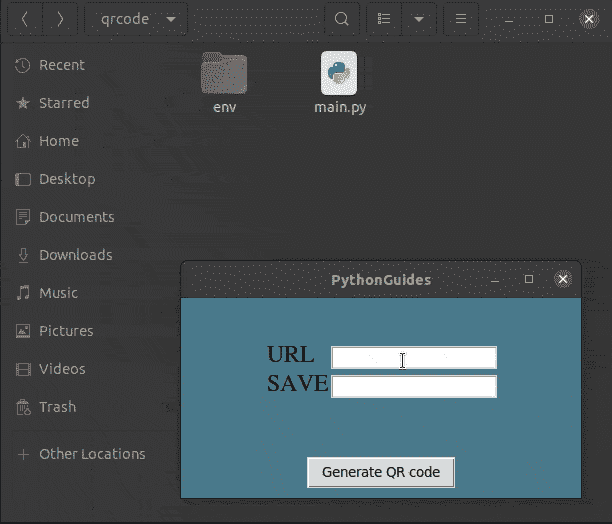 qrcode
Recent
Starred
Home
Desktop
Documents
Downloads
Music
Pictures
Videos
Trash
Other Locations
env
main.py
PythonGuides
URL
SAVE
Generate QR code